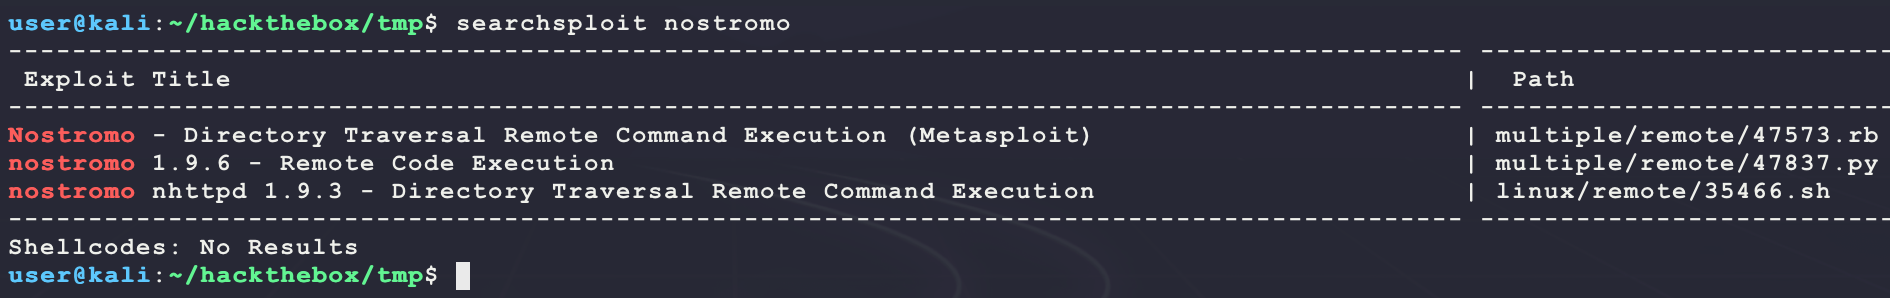 user@kali:~/hackthebox/tmp$ searchsploit nostromo
------------------------------------------------------------------------------------------- --------------------------
 Exploit Title                                                                             |  Path
------------------------------------------------------------------------------------------- --------------------------
Nostromo - Directory Traversal Remote Command Execution (Metasploit)                       | multiple/remote/47573.rb
nostromo 1.9.6 - Remote Code Execution                                                     | multiple/remote/47837.py
nostromo nhttpd 1.9.3 - Directory Traversal Remote Command Execution                       | linux/remote/35466.sh
------------------------------------------------------------------------------------------- --------------------------
Shellcodes: No Results
user@kali:~/hackthebox/tmp$